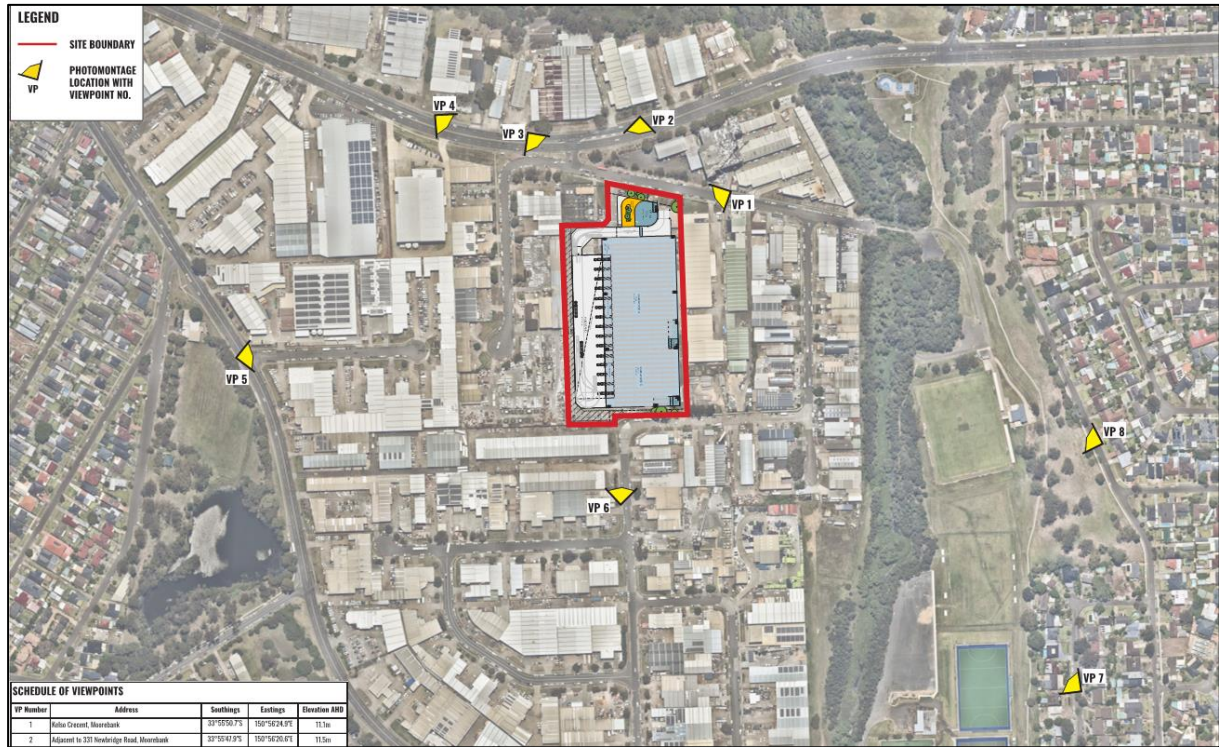 LEGEND
SITE BOUNDARY
PHOTOMONTAGE
LOCATION WITH
VIEWPOINT NO.
VP
VP 4
VP 3
VP 2
VP 1
VP 5
VP 6
VP 8
VP 7
SCHEDULE OF VIEWPOINTS
VP Number Address Southings Eastings Elevation AHD
1 Kelso Crecent, Moorebank 33°55'50.7"S 150°56'24.9"E 11.1m
2 Adjacent to 331 Newbridge Road, Moorebank 33°55'47.9"S 150°56'20.6"E 11.5m